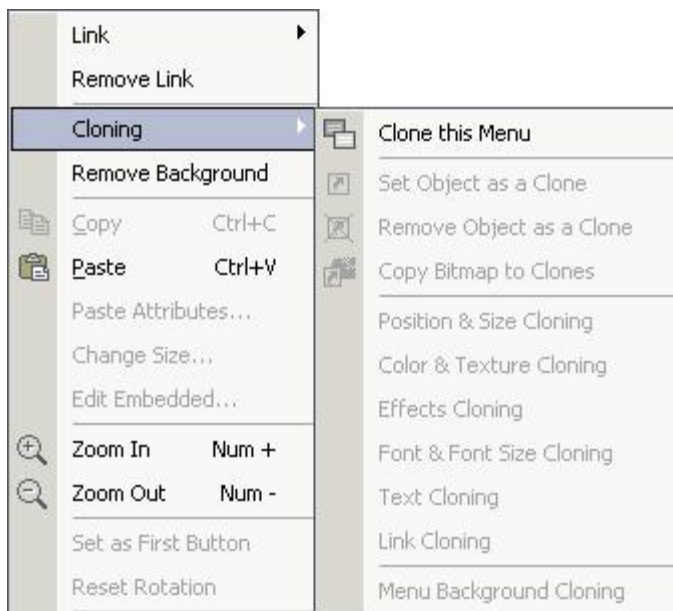 Link
Remove Link
Cloning
Remove Background
Copy Ctrl+C
Paste Ctrl+V
Paste Attributes...
Change Size...
Edit Embedded...
Zoom In Num +
Zoom Out Num -
Set as First Button
Reset Rotation
Clone this Menu
Set Object as a Clone
Remove Object as a Clone
Copy Bitmap to Clones
Position & Size Cloning
Color & Texture Cloning
Effects Cloning
Font & Font Size Cloning
Text Cloning
Link Cloning
Menu Background Cloning